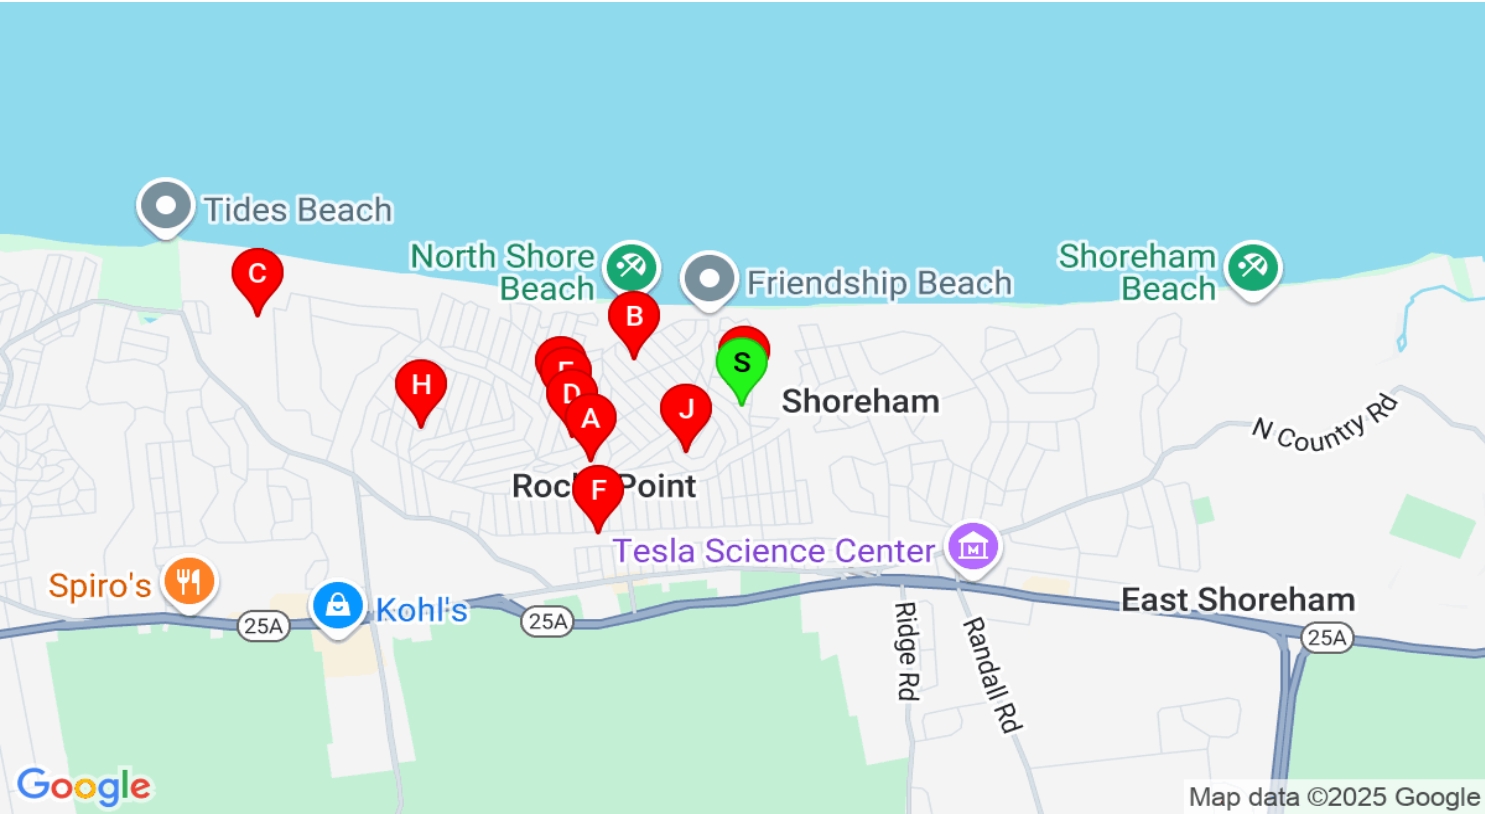 Tides Beach
C
North Shore
Beach
Friendship Beach
Shoreham
Beach
B
S
H
E
D
A
J
Shoreham
N Country Rd
Rocky Point
F
Tesla Science Center
Spiro's
Kohl's
25A
25A
East Shoreham
25A
Ridge Rd
Randall Rd
Google
Map data ©2025 Google